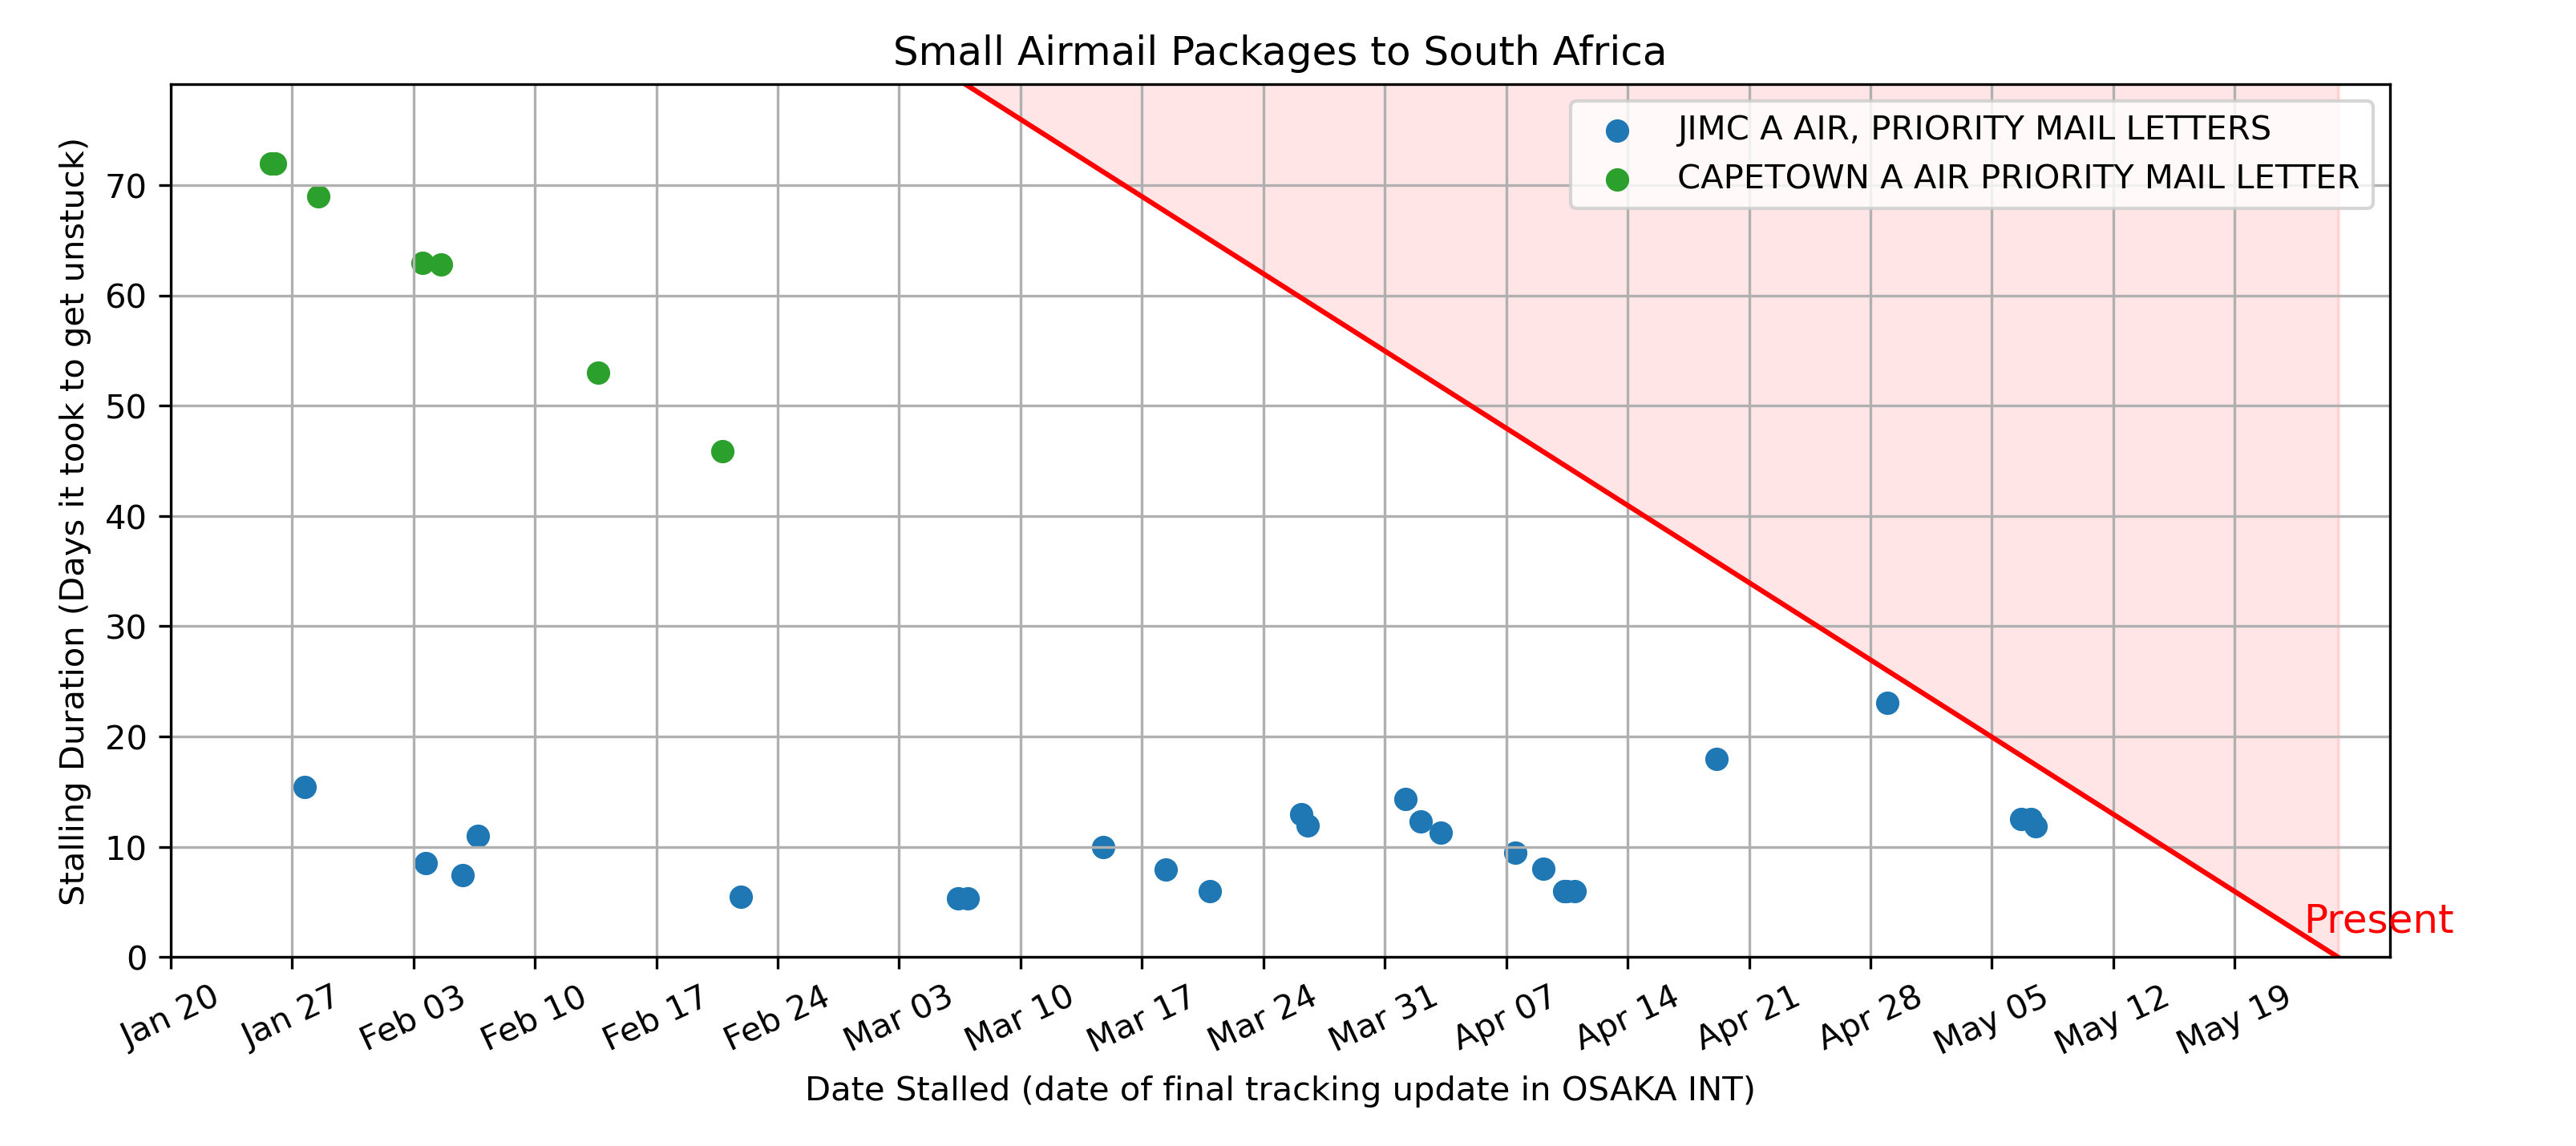 Small Airmail Packages to South Africa
JIMC A AIR, PRIORITY MAIL LETTERS
CAPETOWN A AIR PRIORITY MAIL LETTER
Stalling Duration (Days it took to get unstuck)
70
60
50
40
30
20
10
0
Present
Jan 20
Jan 27
Feb 03
Feb 10
Feb 17
Feb 24
Mar 03
Mar 10
Mar 17
Mar 24
Mar 31
Apr 07
Apr 14
Apr 21
Apr 28
May 05
May 12
May 19
Date Stalled (date of final tracking update in OSAKA INT)